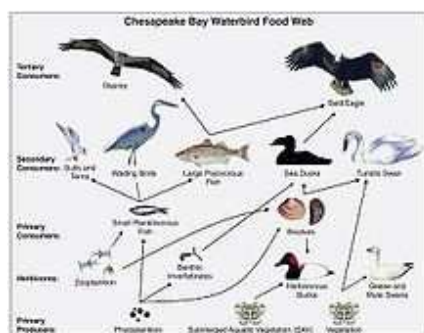 Chesapeake Bay Waterbird Food Web
Tertiary
Consumers:
Osprey
Bald Eagle
Secondary
Consumers:
Gulls and
Terns
Wading Birds
Large Piscivorous
Fish
Sea Ducks
Tundra Swan
Primary
Consumers:
Small Planktivorous
Fish
Bivalves
Herbivores:
Zooplankton
Benthic
Invertebrates
Herbivorous
Ducks
Geese and
Mute Swans
Primary
Producers
Phytoplankton
Submerged Aquatic Vegetation (SAV)
Vegetation